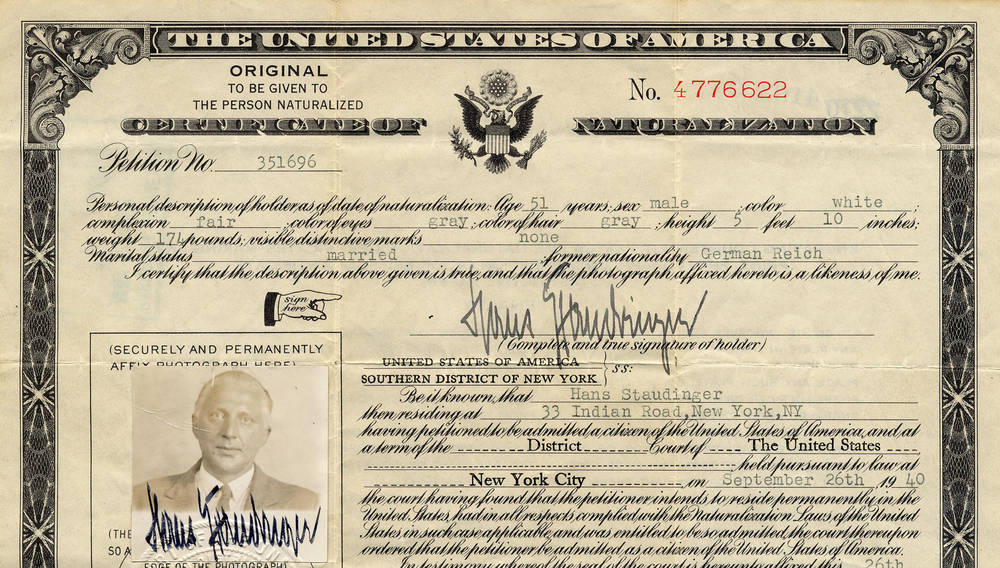 THE UNITED STATES OF AMERICA
ORIGINAL
TO BE GIVEN TO
THE PERSON NATURALIZED
No. 4776622
CERTIFICATE OF NATURALIZATION
Petition No. 351696
Personal description of holder as of date of naturalization: Age 51 years; sex male ; color white ;
complexion fair ; color of eyes gray ; color of hair gray ; height 5 feet 10 inches;
weight 174 pounds; visible distinctive marks none
Marital status married ; former nationality German Reich
I certify that the description above given is true, and that the photograph affixed hereto is a likeness of me.
sign
here
Hans Staudinger
(Complete and true signature of holder)
(SECURELY AND PERMANENTLY
AFFIX PHOTOGRAPH HERE)
UNITED STATES OF AMERICA
SOUTHERN DISTRICT OF NEW YORK } ss:
Be it known, that Hans Staudinger
then residing at 33 Indian Road,New York,NY
having petitioned to be admitted a citizen of the United States of America, and at
a term of the District Court of The United States
held pursuant to law at
New York City on September 26th 1940
the court having found that the petitioner intends to reside permanently in the
United States, had in all respects complied with the Naturalization Laws of the United
States in such case applicable, and was entitled to be so admitted, the court thereupon
ordered that the petitioner be admitted as a citizen of the United States of America.
In testimony whereof the seal of the court is hereunto affixed this 26th
Hans Staudinger
(THE
SO A
EDGE OF THE PHOTOGRAPH)